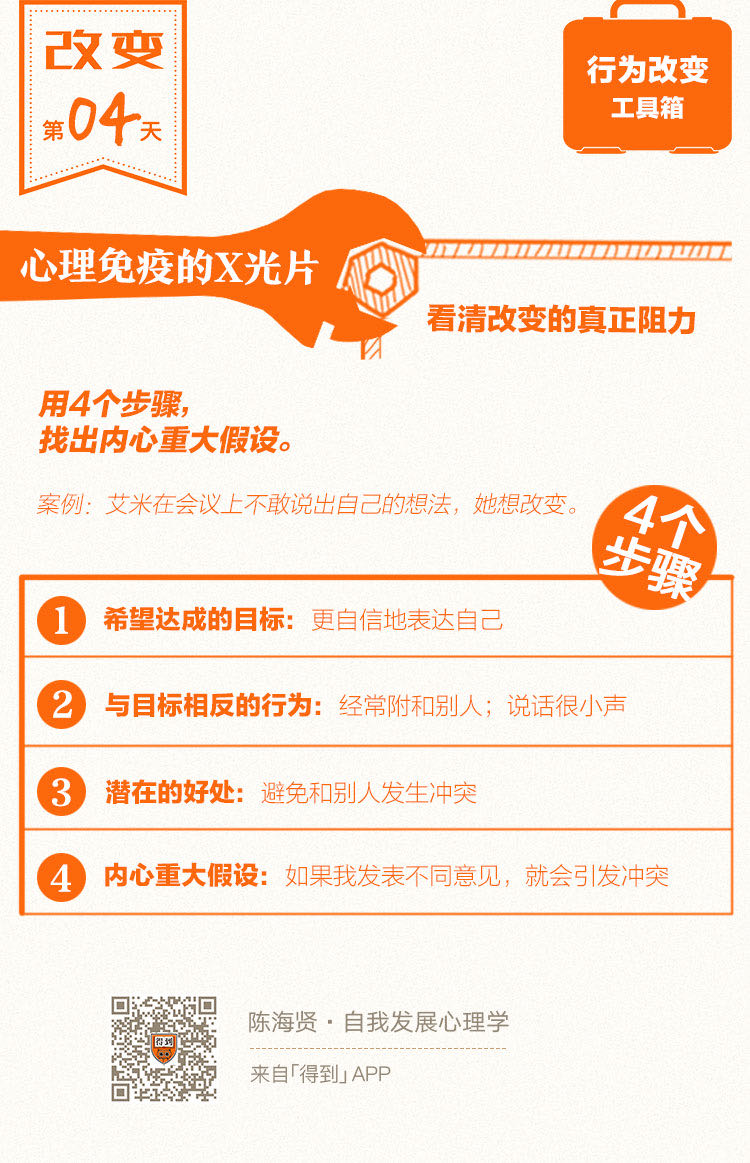 改变
第04天
行为改变
工具箱
心理免疫的X光片
看清改变的真正阻力
用4个步骤，
找出内心重大假设。
案例：艾米在会议上不敢说出自己的想法，她想改变。
4个
步骤
1 希望达成的目标：更自信地表达自己
2 与目标相反的行为：经常附和别人；说话很小声
3 潜在的好处：避免和别人发生冲突
4 内心重大假设：如果我发表不同意见，就会引发冲突
得到
陈海贤·自我发展心理学
来自「得到」APP